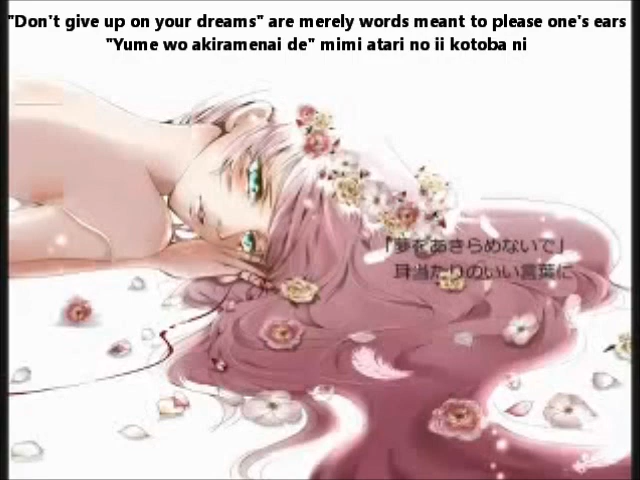 "Don't give up on your dreams" are merely words meant to please one's ears
"Yume wo akiramenai de" mimi atari no ii kotoba ni
「夢をあきらめないで」
耳当たりのいい言葉に